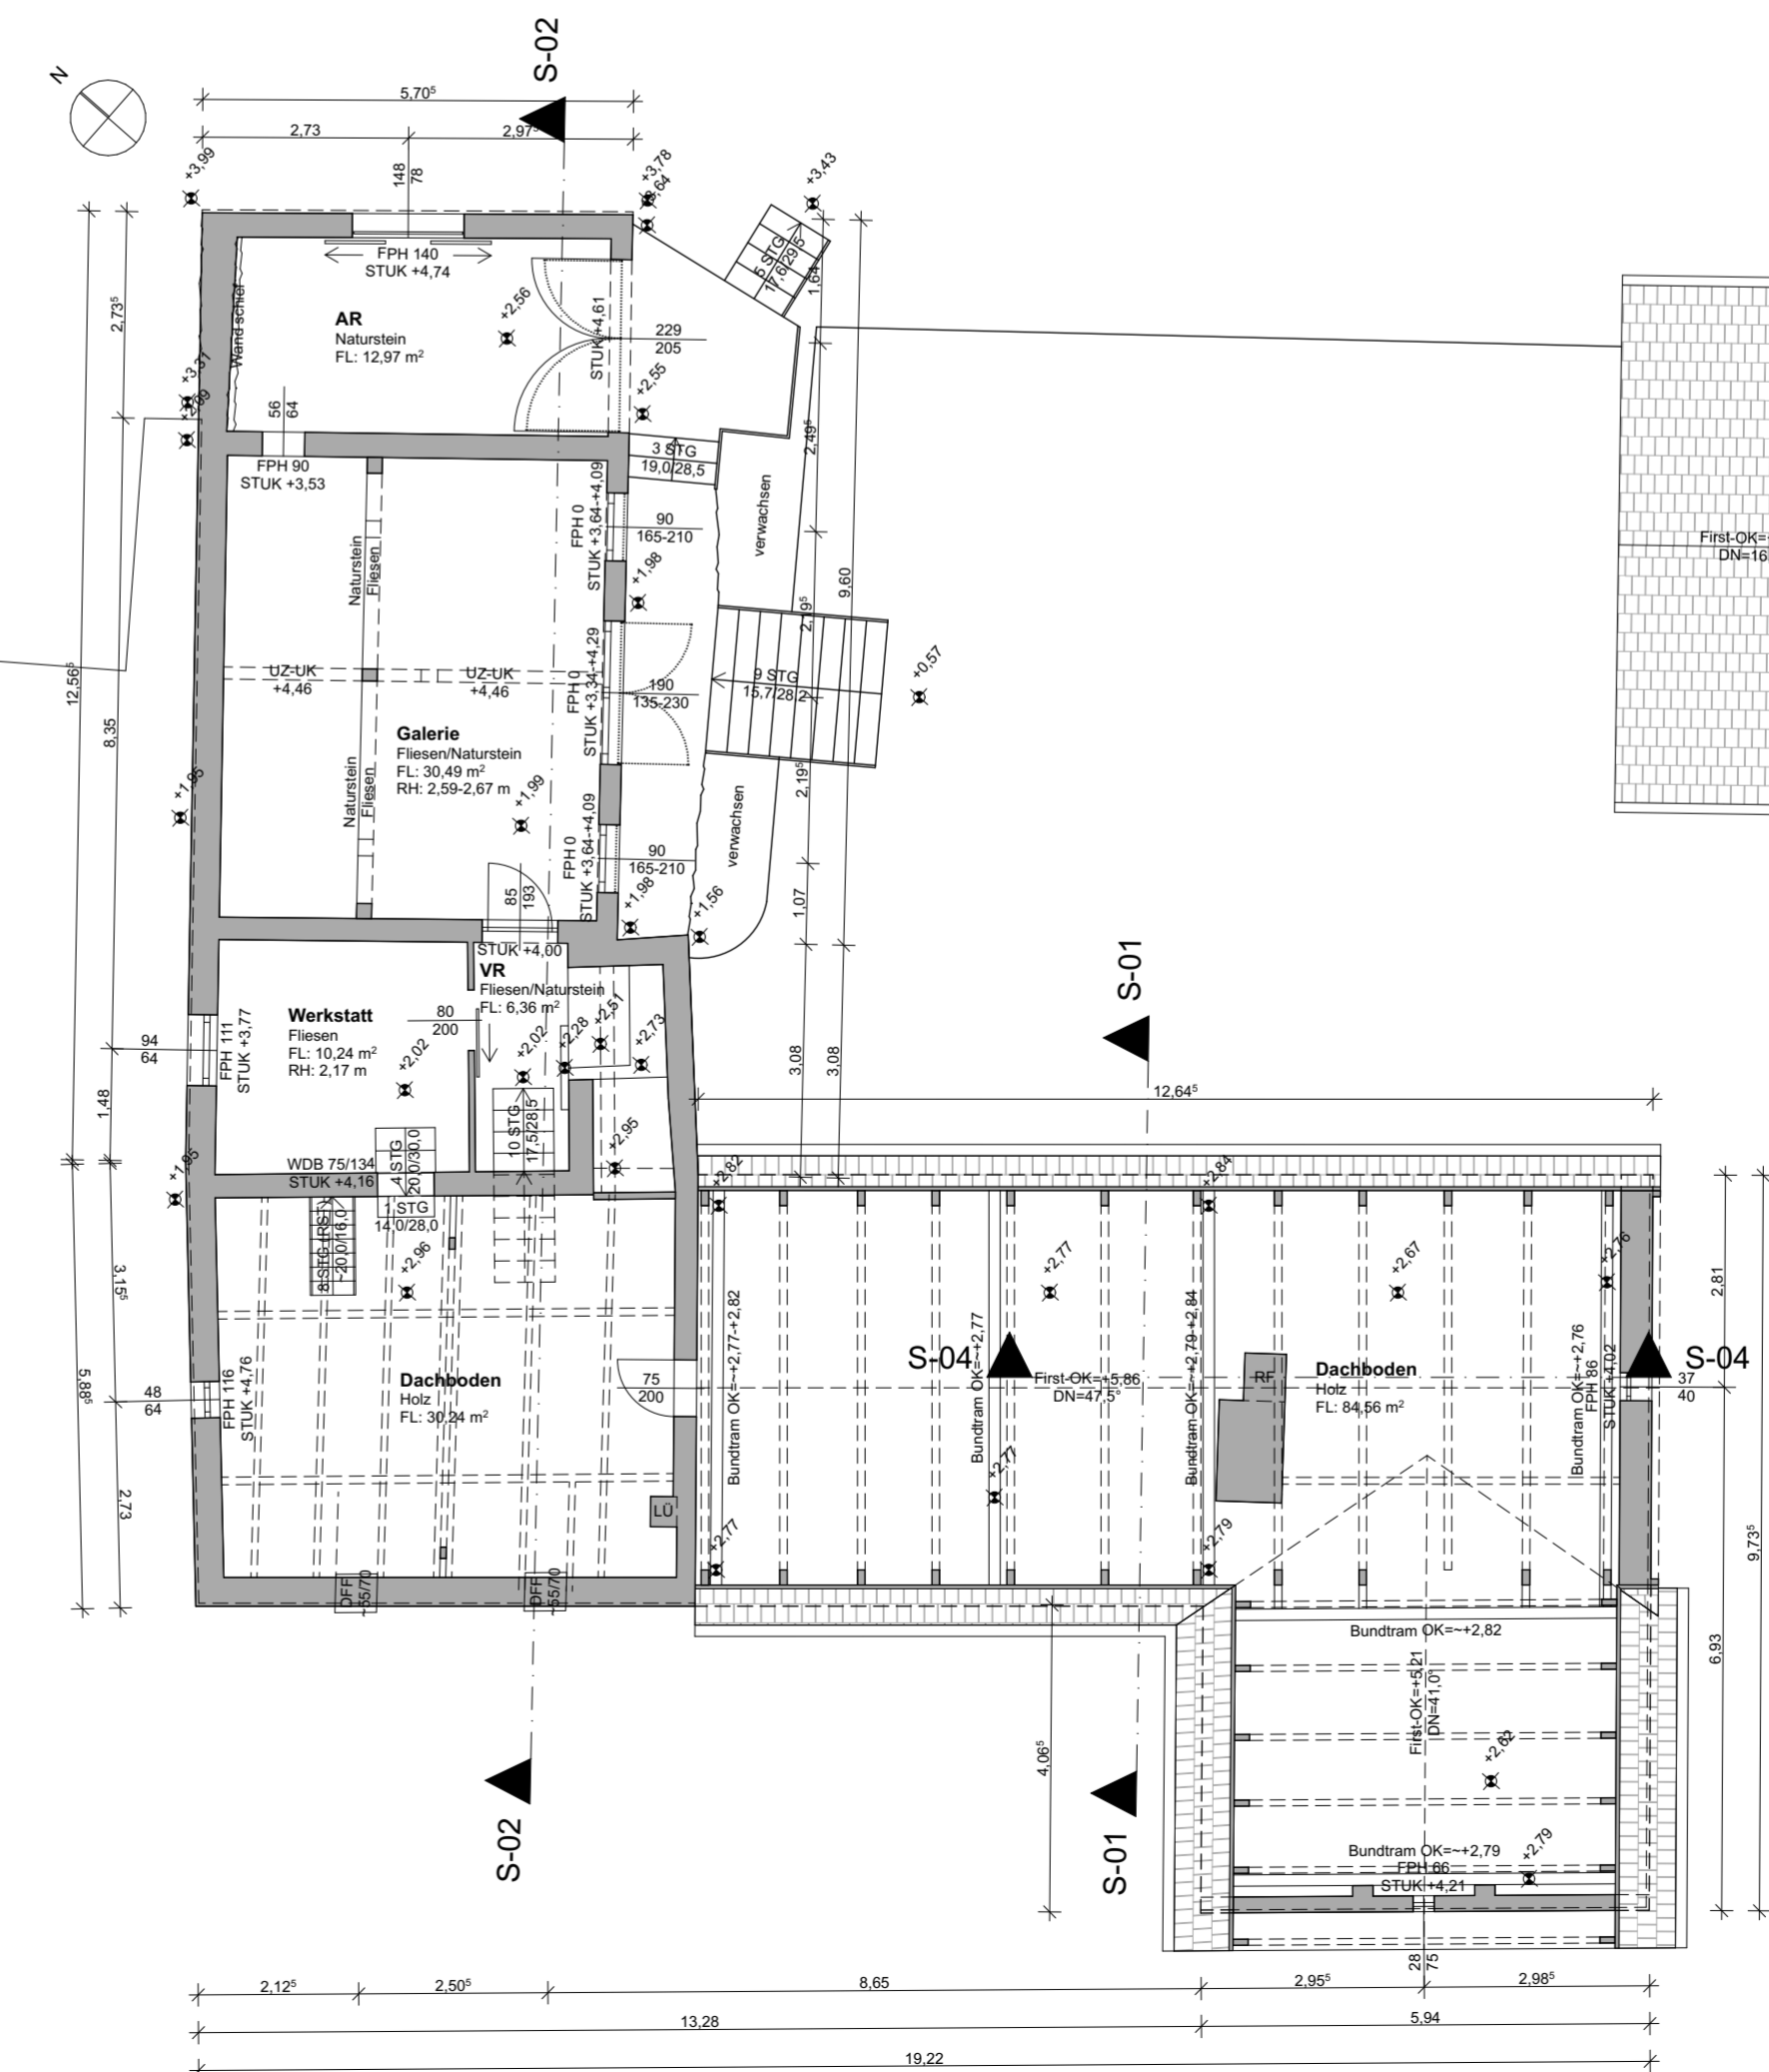 S-02
N
5,70⁵
2,73
2,97⁵
148
78
+3,99
+3,78
+3,43
5 STG
17,6/29,5
1,64⁵
FPH 140
STUK +4,74
Wand schief
+2,56
STUK +4,61
AR
Naturstein
FL: 12,97 m²
229
205
2,73⁵
+3,31
+2,55
56
64
3 STG
19,0/28,5
2,49⁵
FPH 90
STUK +3,53
FPH 0
STUK +3,64-+4,09
90
165-210
verwachsen
First-OK=
DN=16
Naturstein
Fliesen
+1,98
9,60
2,19⁵
12,56⁵
8,35
UZ-UK
+4,46
UZ-UK
+4,46
FPH 0
STUK +3,34-+4,29
190
135-230
9 STG
15,7/28,2
+0,57
Galerie
Fliesen/Naturstein
FL: 30,49 m²
RH: 2,59-2,67 m
Naturstein
Fliesen
+1,95
+1,99
2,19⁵
verwachsen
FPH 0
STUK +3,64-+4,09
90
165-210
85
193
+1,98
+1,56
1,07
STUK +4,00
VR
Fliesen/Naturstein
FL: 6,36 m²
S-01
Werkstatt
Fliesen
FL: 10,24 m²
RH: 2,17 m
80
200
+2,51
+2,28
+2,73
+2,02
+2,02
94
64
FPH 111
STUK +3,77
3,08
3,08
1,48
12,64⁵
10 STG
17,5/28,5
+2,95
4 STG
20,0/30,0
WDB 75/134
STUK +4,16
+1,95
1 STG
14,0/28,0
8 STG (RST)
~20,0/16,0
+2,96
+2,82
+2,84
+2,77
+2,67
+2,76
2,81
3,15⁵
Bundtram OK=~+2,77-+2,82
Bundtram OK=~+2,77
Bundtram OK=~+2,79-+2,84
Bundtram OK=~+2,76
FPH 86
STUK +4,02
S-04
S-04
First-OK=+5,86
DN=47,5°
RF
Dachboden
Holz
FL: 84,56 m²
37
40
5,88⁵
48
64
FPH 116
STUK +4,76
Dachboden
Holz
FL: 30,24 m²
75
200
+2,77
LÜ
+2,77
+2,79
2,73
9,73⁵
DFF
~55/70
DFF
~55/70
Bundtram OK=~+2,82
First-OK=+5,21
DN=41,0°
6,93
4,06⁵
+2,62
S-02
S-01
Bundtram OK=~+2,79
+2,79
FPH 66
STUK +4,21
28
75
2,12⁵
2,50⁵
8,65
2,95⁵
2,98⁵
13,28
5,94
19,22